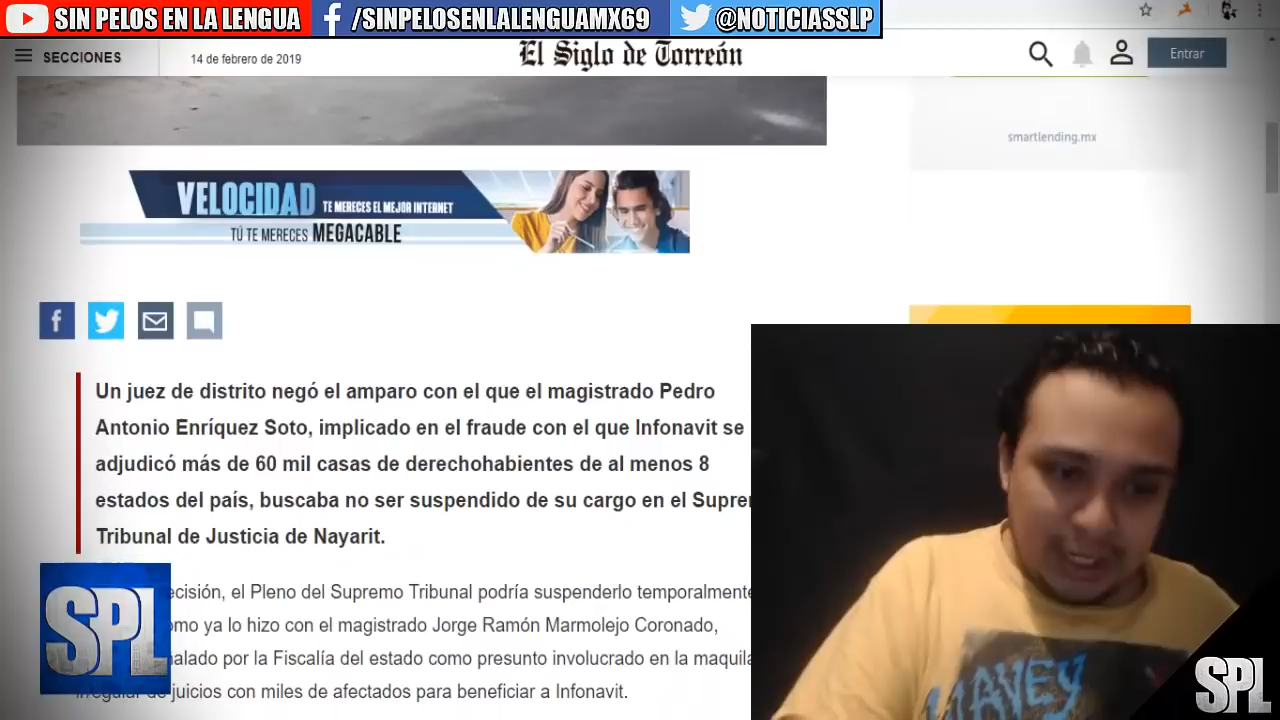 SIN PELOS EN LA LENGUA
/SINPELOSENLALENGUAMX69
@NOTICIASSLP
SECCIONES
14 de febrero de 2019
El Siglo de Torreón
Entrar
smartlending.mx
VELOCIDAD TE MERECES EL MEJOR INTERNET
TÚ TE MERECES MEGACABLE
Un juez de distrito negó el amparo con el que el magistrado Pedro
Antonio Enríquez Soto, implicado en el fraude con el que Infonavit se
adjudicó más de 60 mil casas de derechohabientes de al menos 8
estados del país, buscaba no ser suspendido de su cargo en el
Tribunal de Justicia de Nayarit.
el Pleno del Supremo Tribunal podría suspenderlo temporalmente
ya lo hizo con el magistrado Jorge Ramón Marmolejo Coronado,
por la Fiscalía del estado como presunto involucrado en la
juicios con miles de afectados para beneficiar a Infonavit.
SPL
SPL